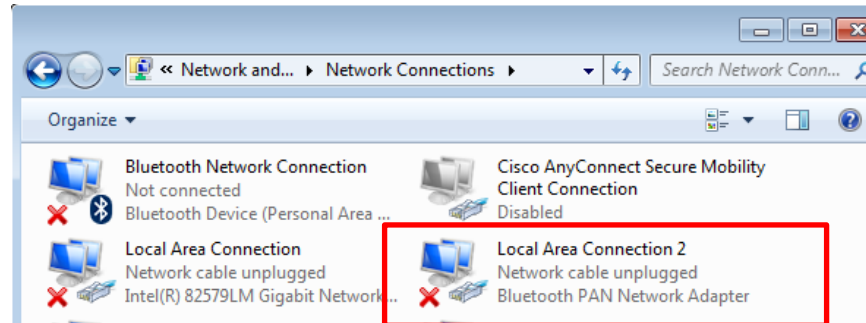 « Network and... ▸ Network Connections ▸
Search Network Conn...
Organize
Bluetooth Network Connection
Not connected
Bluetooth Device (Personal Area ...
Cisco AnyConnect Secure Mobility
Client Connection
Disabled
Local Area Connection
Network cable unplugged
Intel(R) 82579LM Gigabit Network...
Local Area Connection 2
Network cable unplugged
Bluetooth PAN Network Adapter